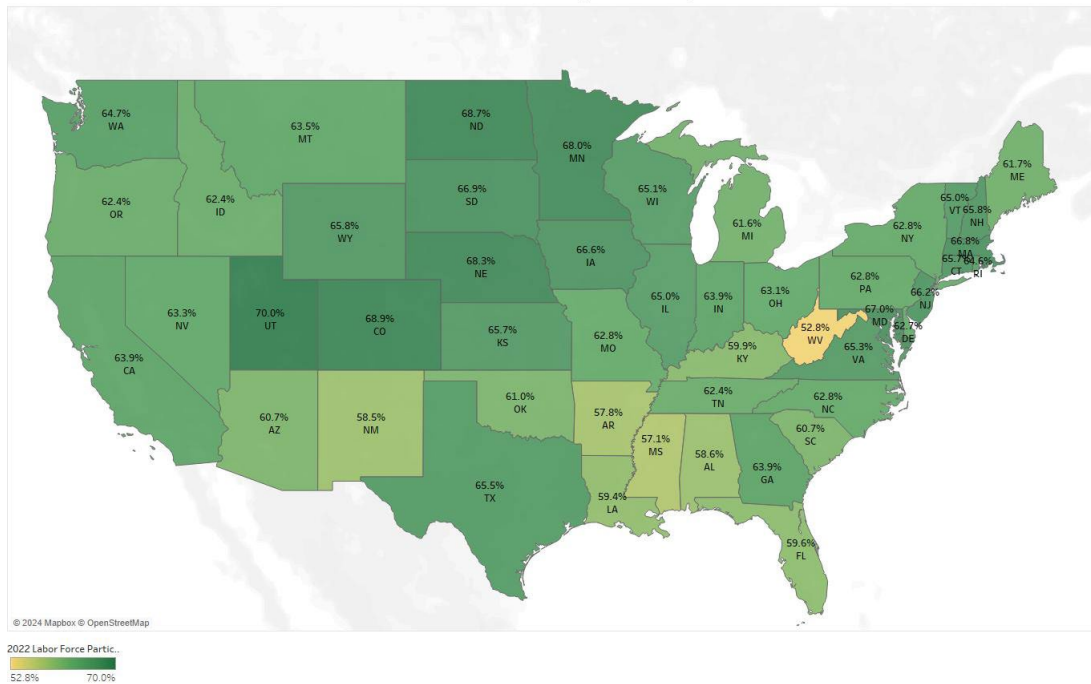 64.7%
WA
63.5%
MT
68.7%
ND
68.0%
MN
61.7%
ME
62.4%
OR
62.4%
ID
66.9%
SD
65.1%
WI
65.0%
VT
65.8%
NH
65.8%
WY
61.6%
MI
62.8%
NY
66.8%
MA
66.6%
IA
68.3%
NE
65.7%
CT
64.6%
RI
62.8%
PA
63.3%
NV
70.0%
UT
68.9%
CO
65.0%
IL
63.9%
IN
63.1%
OH
66.2%
NJ
67.0%
MD
62.7%
DE
65.7%
KS
62.8%
MO
52.8%
WV
65.3%
VA
63.9%
CA
59.9%
KY
62.4%
TN
62.8%
NC
60.7%
AZ
58.5%
NM
61.0%
OK
57.8%
AR
57.1%
MS
58.6%
AL
63.9%
GA
60.7%
SC
65.5%
TX
59.4%
LA
59.6%
FL
© 2024 Mapbox © OpenStreetMap
2022 Labor Force Partic..
52.8% 70.0%